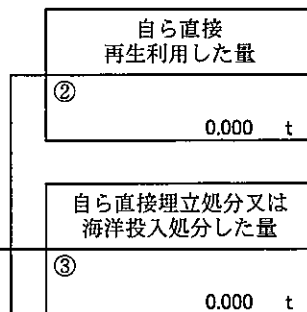 自ら直接
再生利用した量
②
0.000 t
自ら直接埋立処分又は
海洋投入処分した量
③
0.000 t